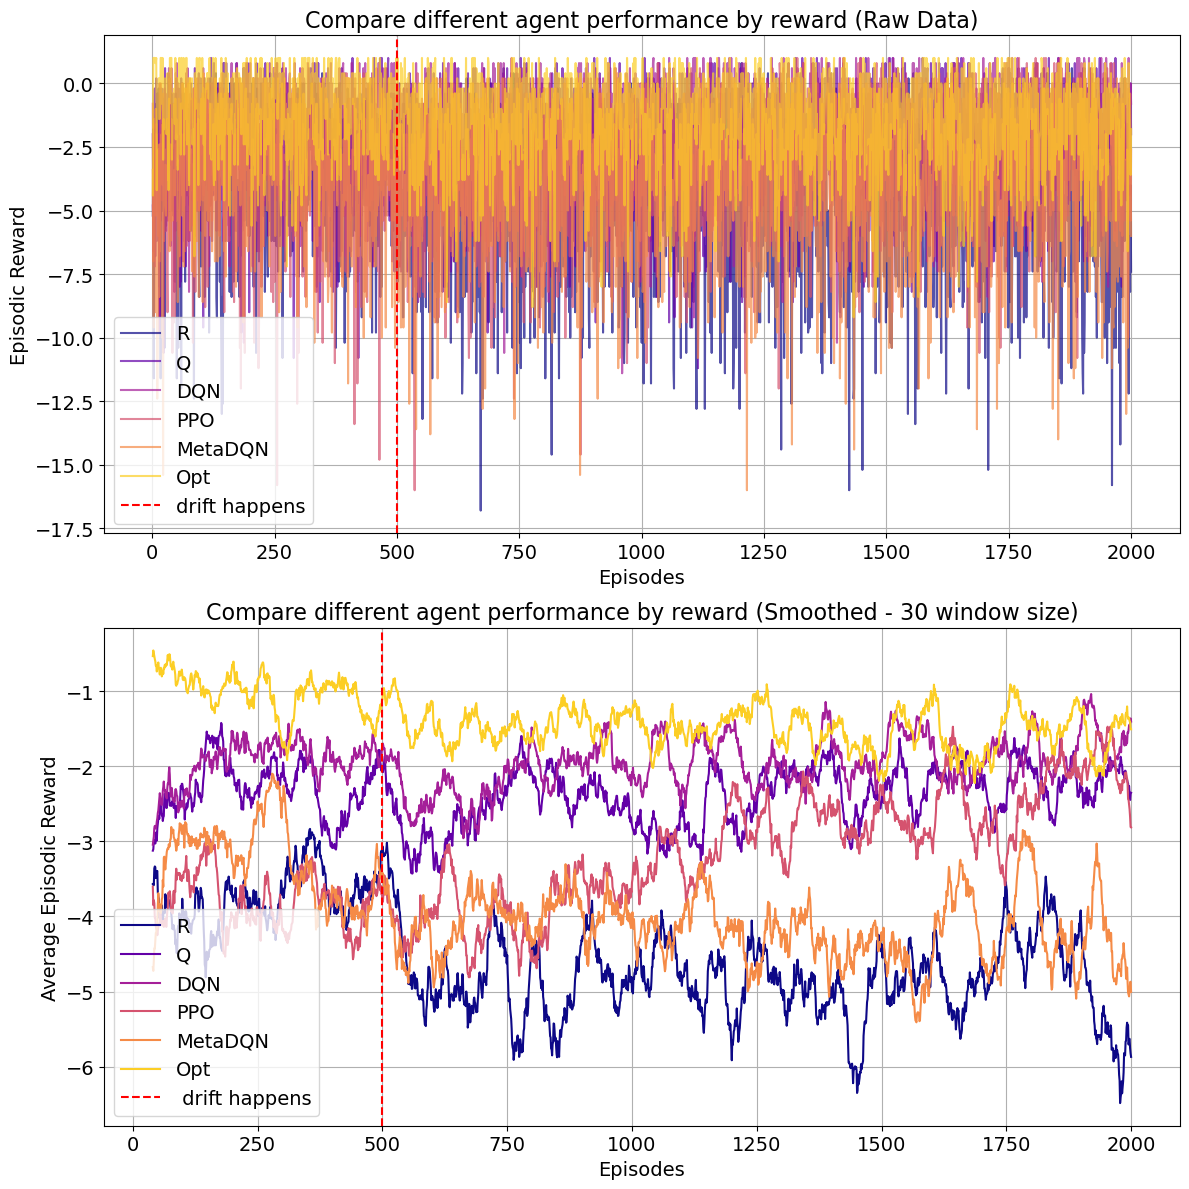 Compare different agent performance by reward (Raw Data)
Episodic Reward
0.0
−2.5
−5.0
−7.5
−10.0
−12.5
−15.0
−17.5
R
Q
DQN
PPO
MetaDQN
Opt
drift happens
0 250 500 750 1000 1250 1500 1750 2000
Episodes
Compare different agent performance by reward (Smoothed - 30 window size)
Average Episodic Reward
−1
−2
−3
−4
−5
−6
R
Q
DQN
PPO
MetaDQN
Opt
drift happens
0 250 500 750 1000 1250 1500 1750 2000
Episodes